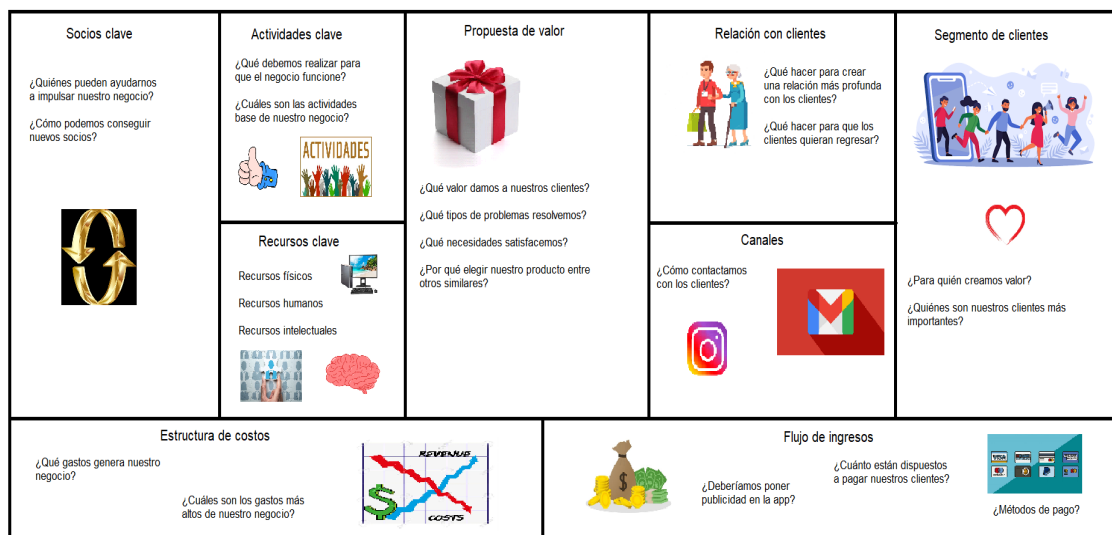 Socios clave
¿Quiénes pueden ayudarnos
a impulsar nuestro negocio?
¿Cómo podemos conseguir
nuevos socios?
Actividades clave
¿Qué debemos realizar para
que el negocio funcione?
¿Cuáles son las actividades
base de nuestro negocio?
ACTIVIDADES
Recursos clave
Recursos físicos
Recursos humanos
Recursos intelectuales
Propuesta de valor
¿Qué valor damos a nuestros clientes?
¿Qué tipos de problemas resolvemos?
¿Qué necesidades satisfacemos?
¿Por qué elegir nuestro producto entre
otros similares?
Relación con clientes
¿Qué hacer para crear
una relación más profunda
con los clientes?
¿Qué hacer para que los
clientes quieran regresar?
Canales
¿Cómo contactamos
con los clientes?
Segmento de clientes
¿Para quién creamos valor?
¿Quiénes son nuestros clientes más
importantes?
Estructura de costos
¿Qué gastos genera nuestro
negocio?
¿Cuáles son los gastos más
altos de nuestro negocio?
REVENUE
$
COSTS
Flujo de ingresos
$
¿Deberíamos poner
publicidad en la app?
¿Cuánto están dispuestos
a pagar nuestros clientes?
VISA
¿Métodos de pago?